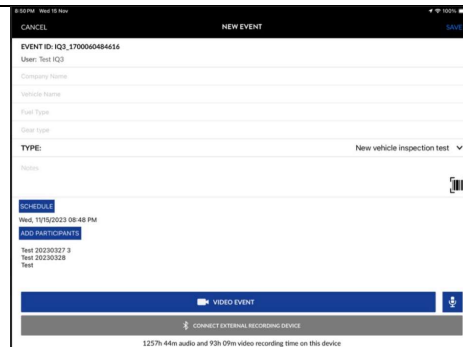 8:50 PM Wed 15 Nov 100%
CANCEL NEW EVENT SAVE
EVENT ID: IQ3_1700060484616
User: Test IQ3
Company Name
Vehicle Name
Fuel Type
Gear type
TYPE: New vehicle inspection test
Notes
SCHEDULE
Wed, 11/15/2023 08:48 PM
ADD PARTICIPANTS
Test 20230327 3
Test 20230328
Test
VIDEO EVENT
CONNECT EXTERNAL RECORDING DEVICE
1257h 44m audio and 93h 09m video recording time on this device